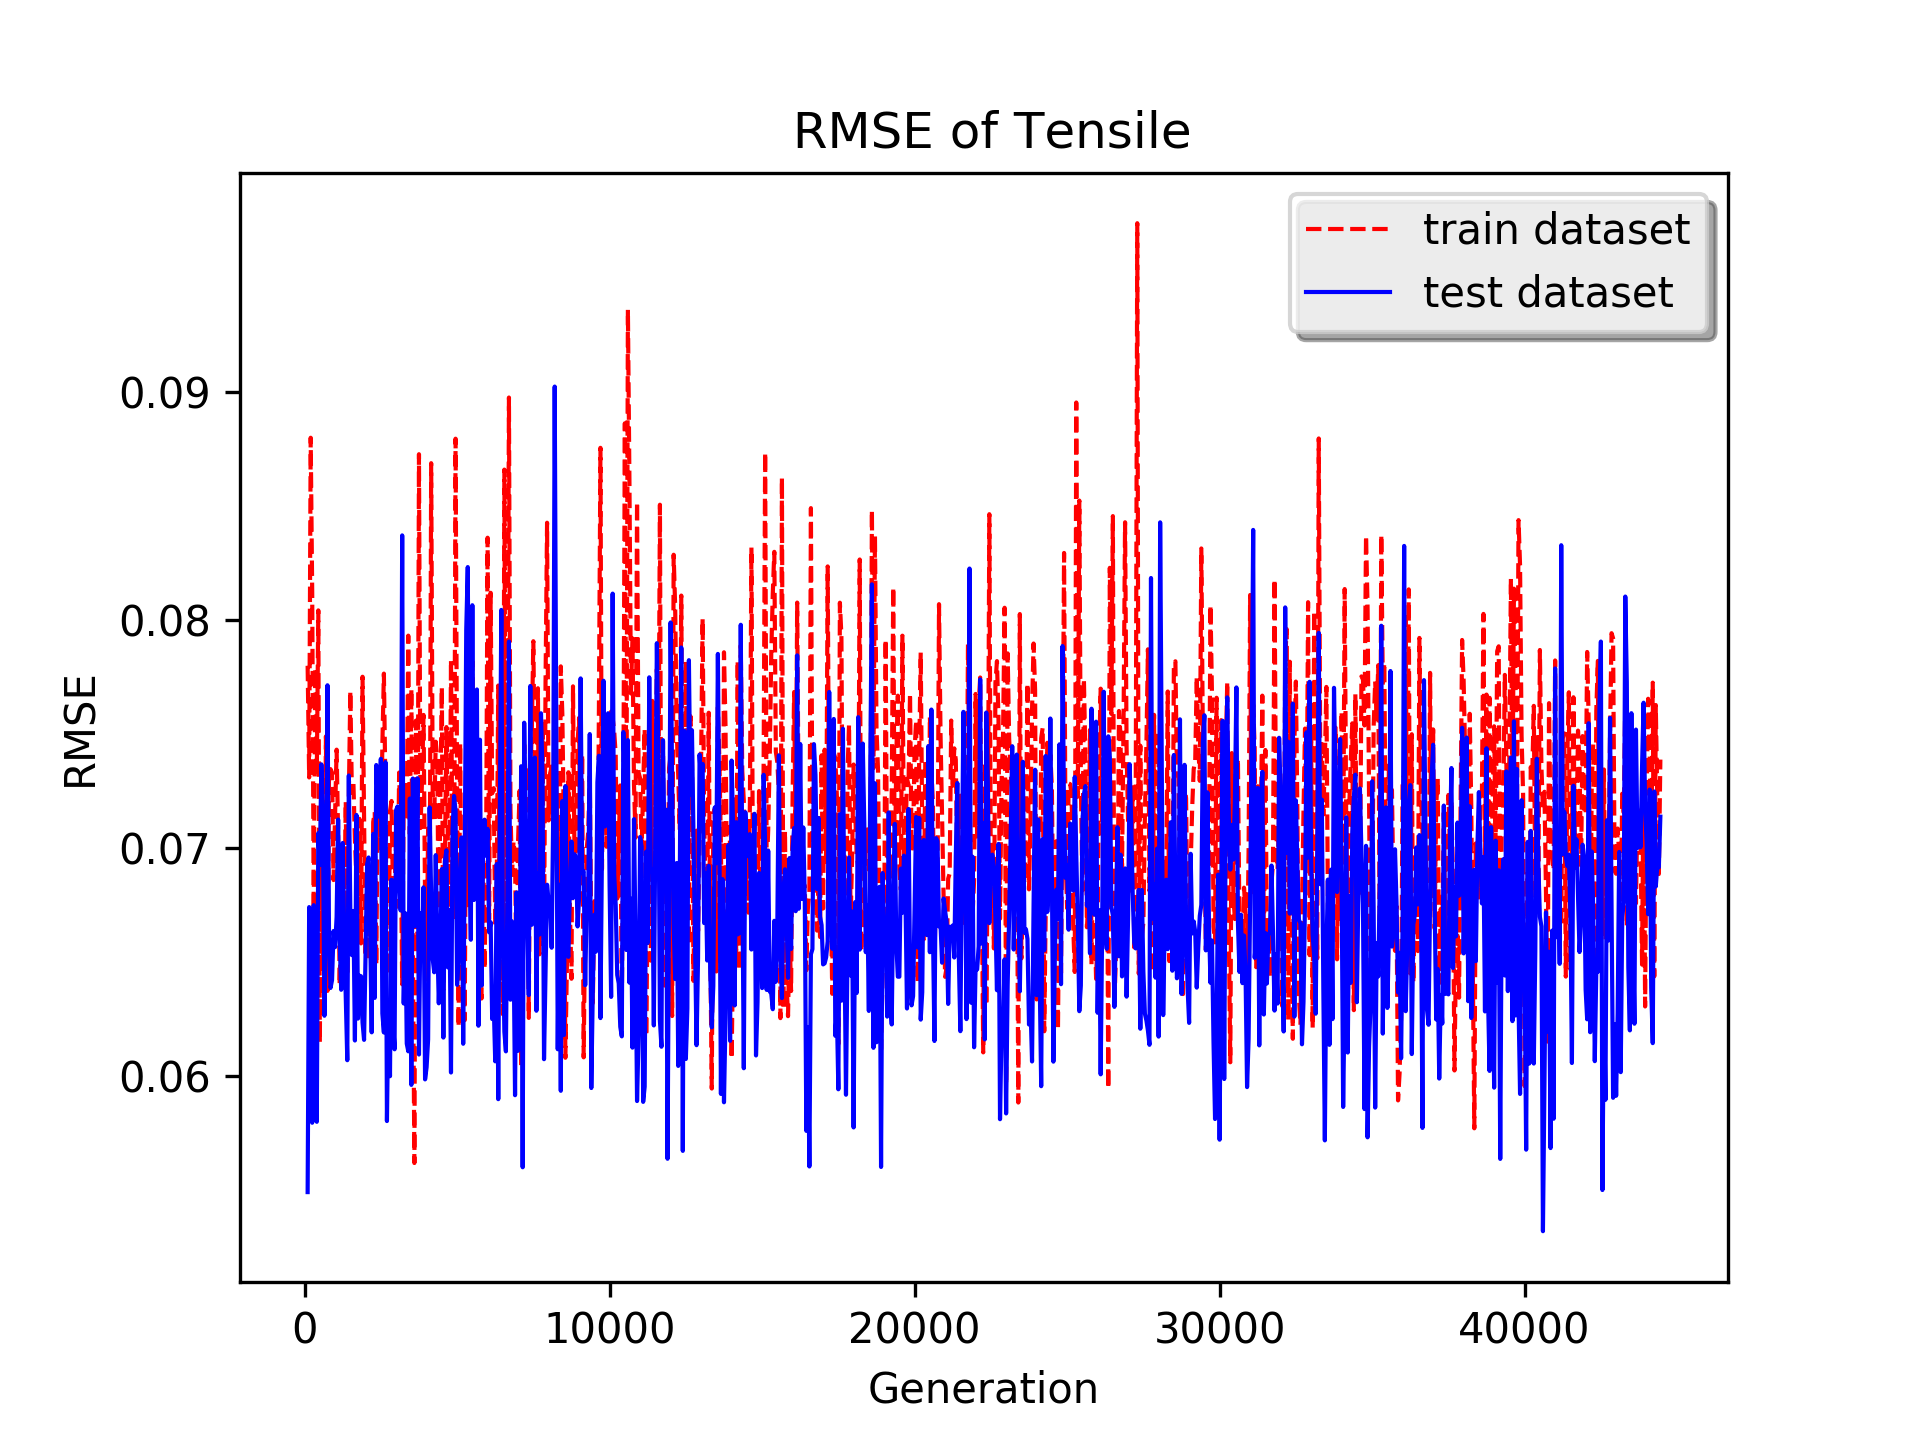 RMSE of Tensile
train dataset
test dataset
RMSE
0.09
0.08
0.07
0.06
0
10000
20000
30000
40000
Generation